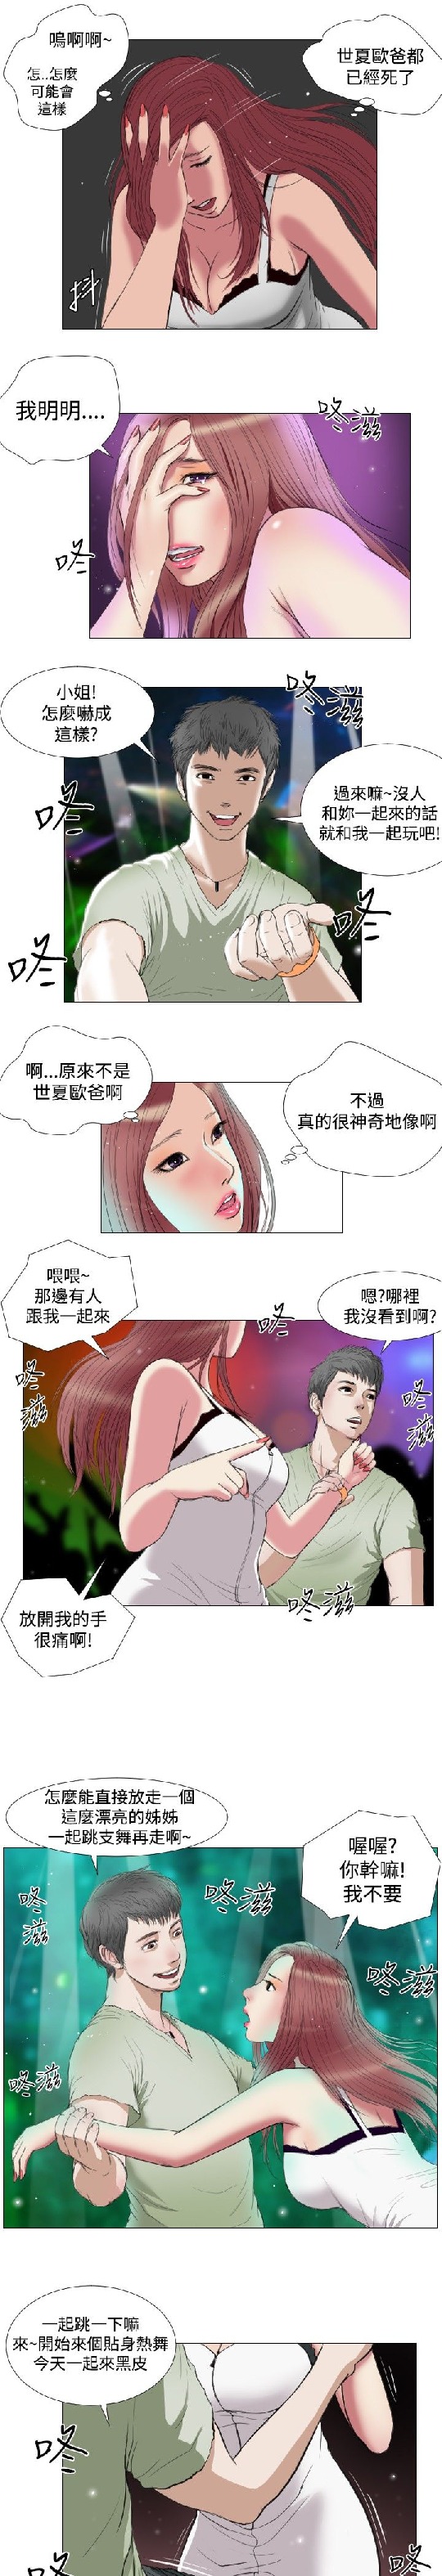 嗚啊啊~
怎..怎麼
可能會
這樣
世夏歐爸都
已經死了
抖
我明明....
咚滋
咚
小姐!
怎麼嚇成
這樣?
咚滋
咚
過來嘛~沒人
和妳一起來的話
就和我一起玩吧!
咚
咚
啊...原來不是
世夏歐爸啊
不過
真的很神奇地像啊
喂喂~
那邊有人
跟我一起來
嗯?哪裡
我沒看到啊?
咚
咚
滋
咚
滋
放開我的手
很痛啊!
咚滋
怎麼能直接放走一個
這麼漂亮的姊姊
一起跳支舞再走啊~
喔喔?
你幹嘛!
我不要
咚
滋
咚滋
咚滋
咚滋
一起跳一下嘛
來~開始來個貼身熱舞
今天一起來黑皮
咚
咚
咚